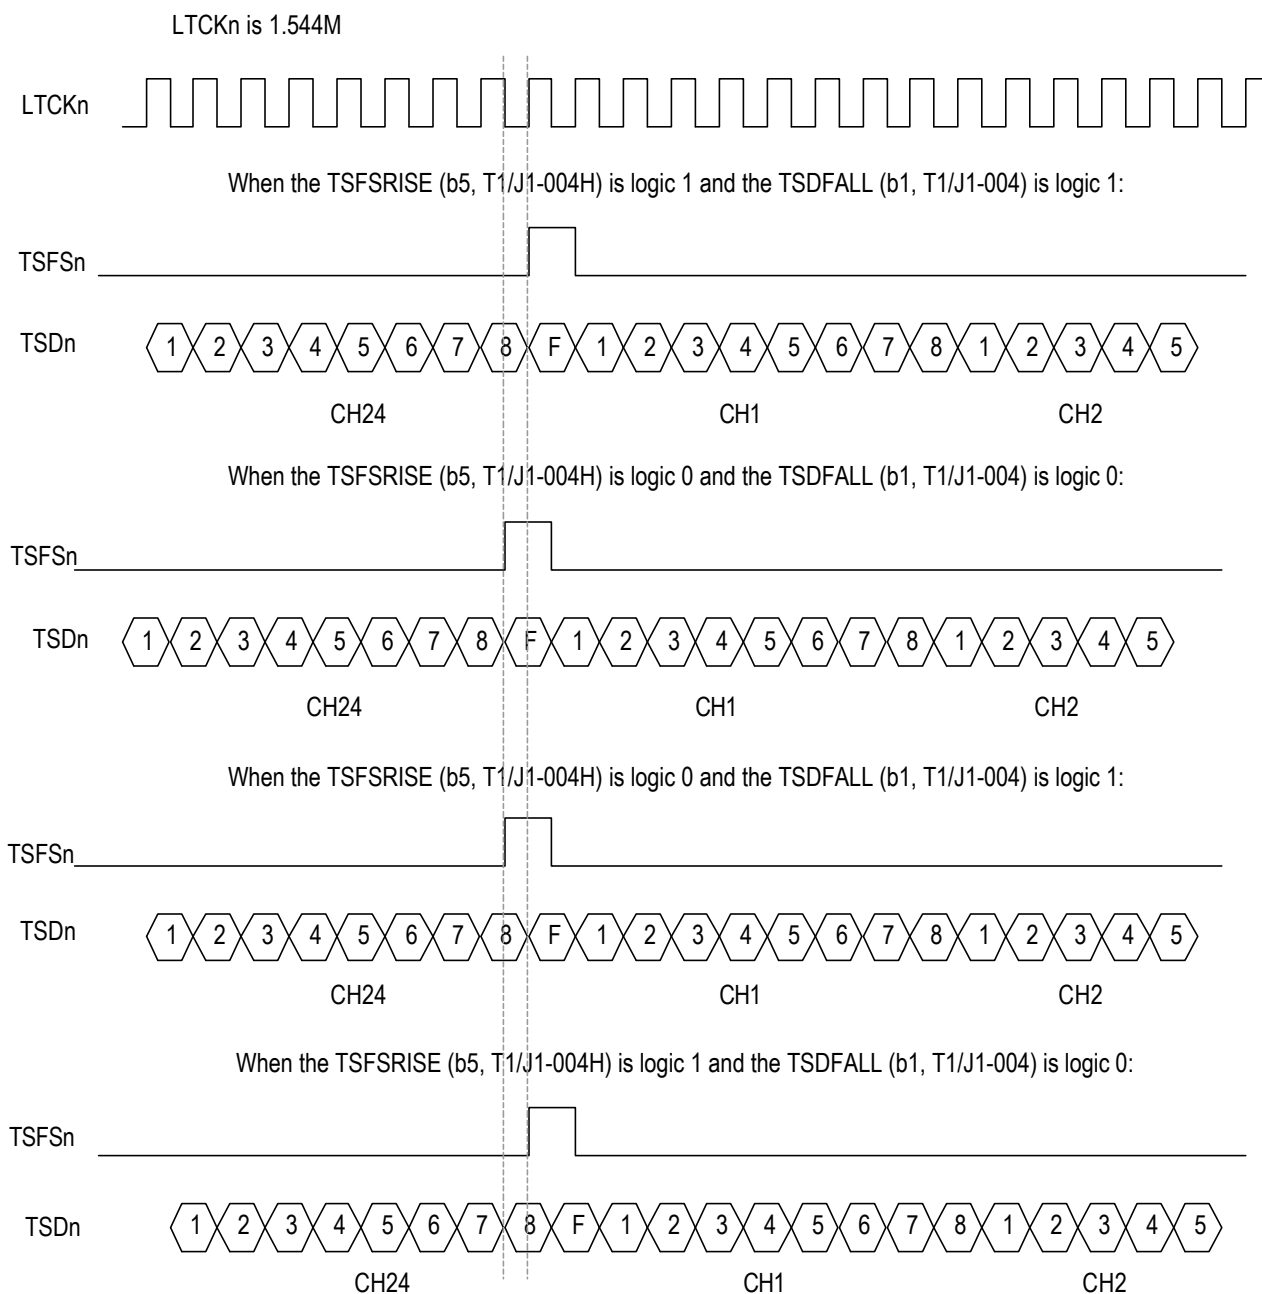 LTCKn is 1.544M
LTCKn
When the TSFSRISE (b5, T1/J1-004H) is logic 1 and the TSDFALL (b1, T1/J1-004) is logic 1:
TSFSn
TSDn 1 2 3 4 5 6 7 8 F 1 2 3 4 5 6 7 8 1 2 3 4 5
CH24 CH1 CH2
When the TSFSRISE (b5, T1/J1-004H) is logic 0 and the TSDFALL (b1, T1/J1-004) is logic 0:
TSFSn
TSDn 1 2 3 4 5 6 7 8 F 1 2 3 4 5 6 7 8 1 2 3 4 5
CH24 CH1 CH2
When the TSFSRISE (b5, T1/J1-004H) is logic 0 and the TSDFALL (b1, T1/J1-004) is logic 1:
TSFSn
TSDn 1 2 3 4 5 6 7 8 F 1 2 3 4 5 6 7 8 1 2 3 4 5
CH24 CH1 CH2
When the TSFSRISE (b5, T1/J1-004H) is logic 1 and the TSDFALL (b1, T1/J1-004) is logic 0:
TSFSn
TSDn 1 2 3 4 5 6 7 8 F 1 2 3 4 5 6 7 8 1 2 3 4 5
CH24 CH1 CH2